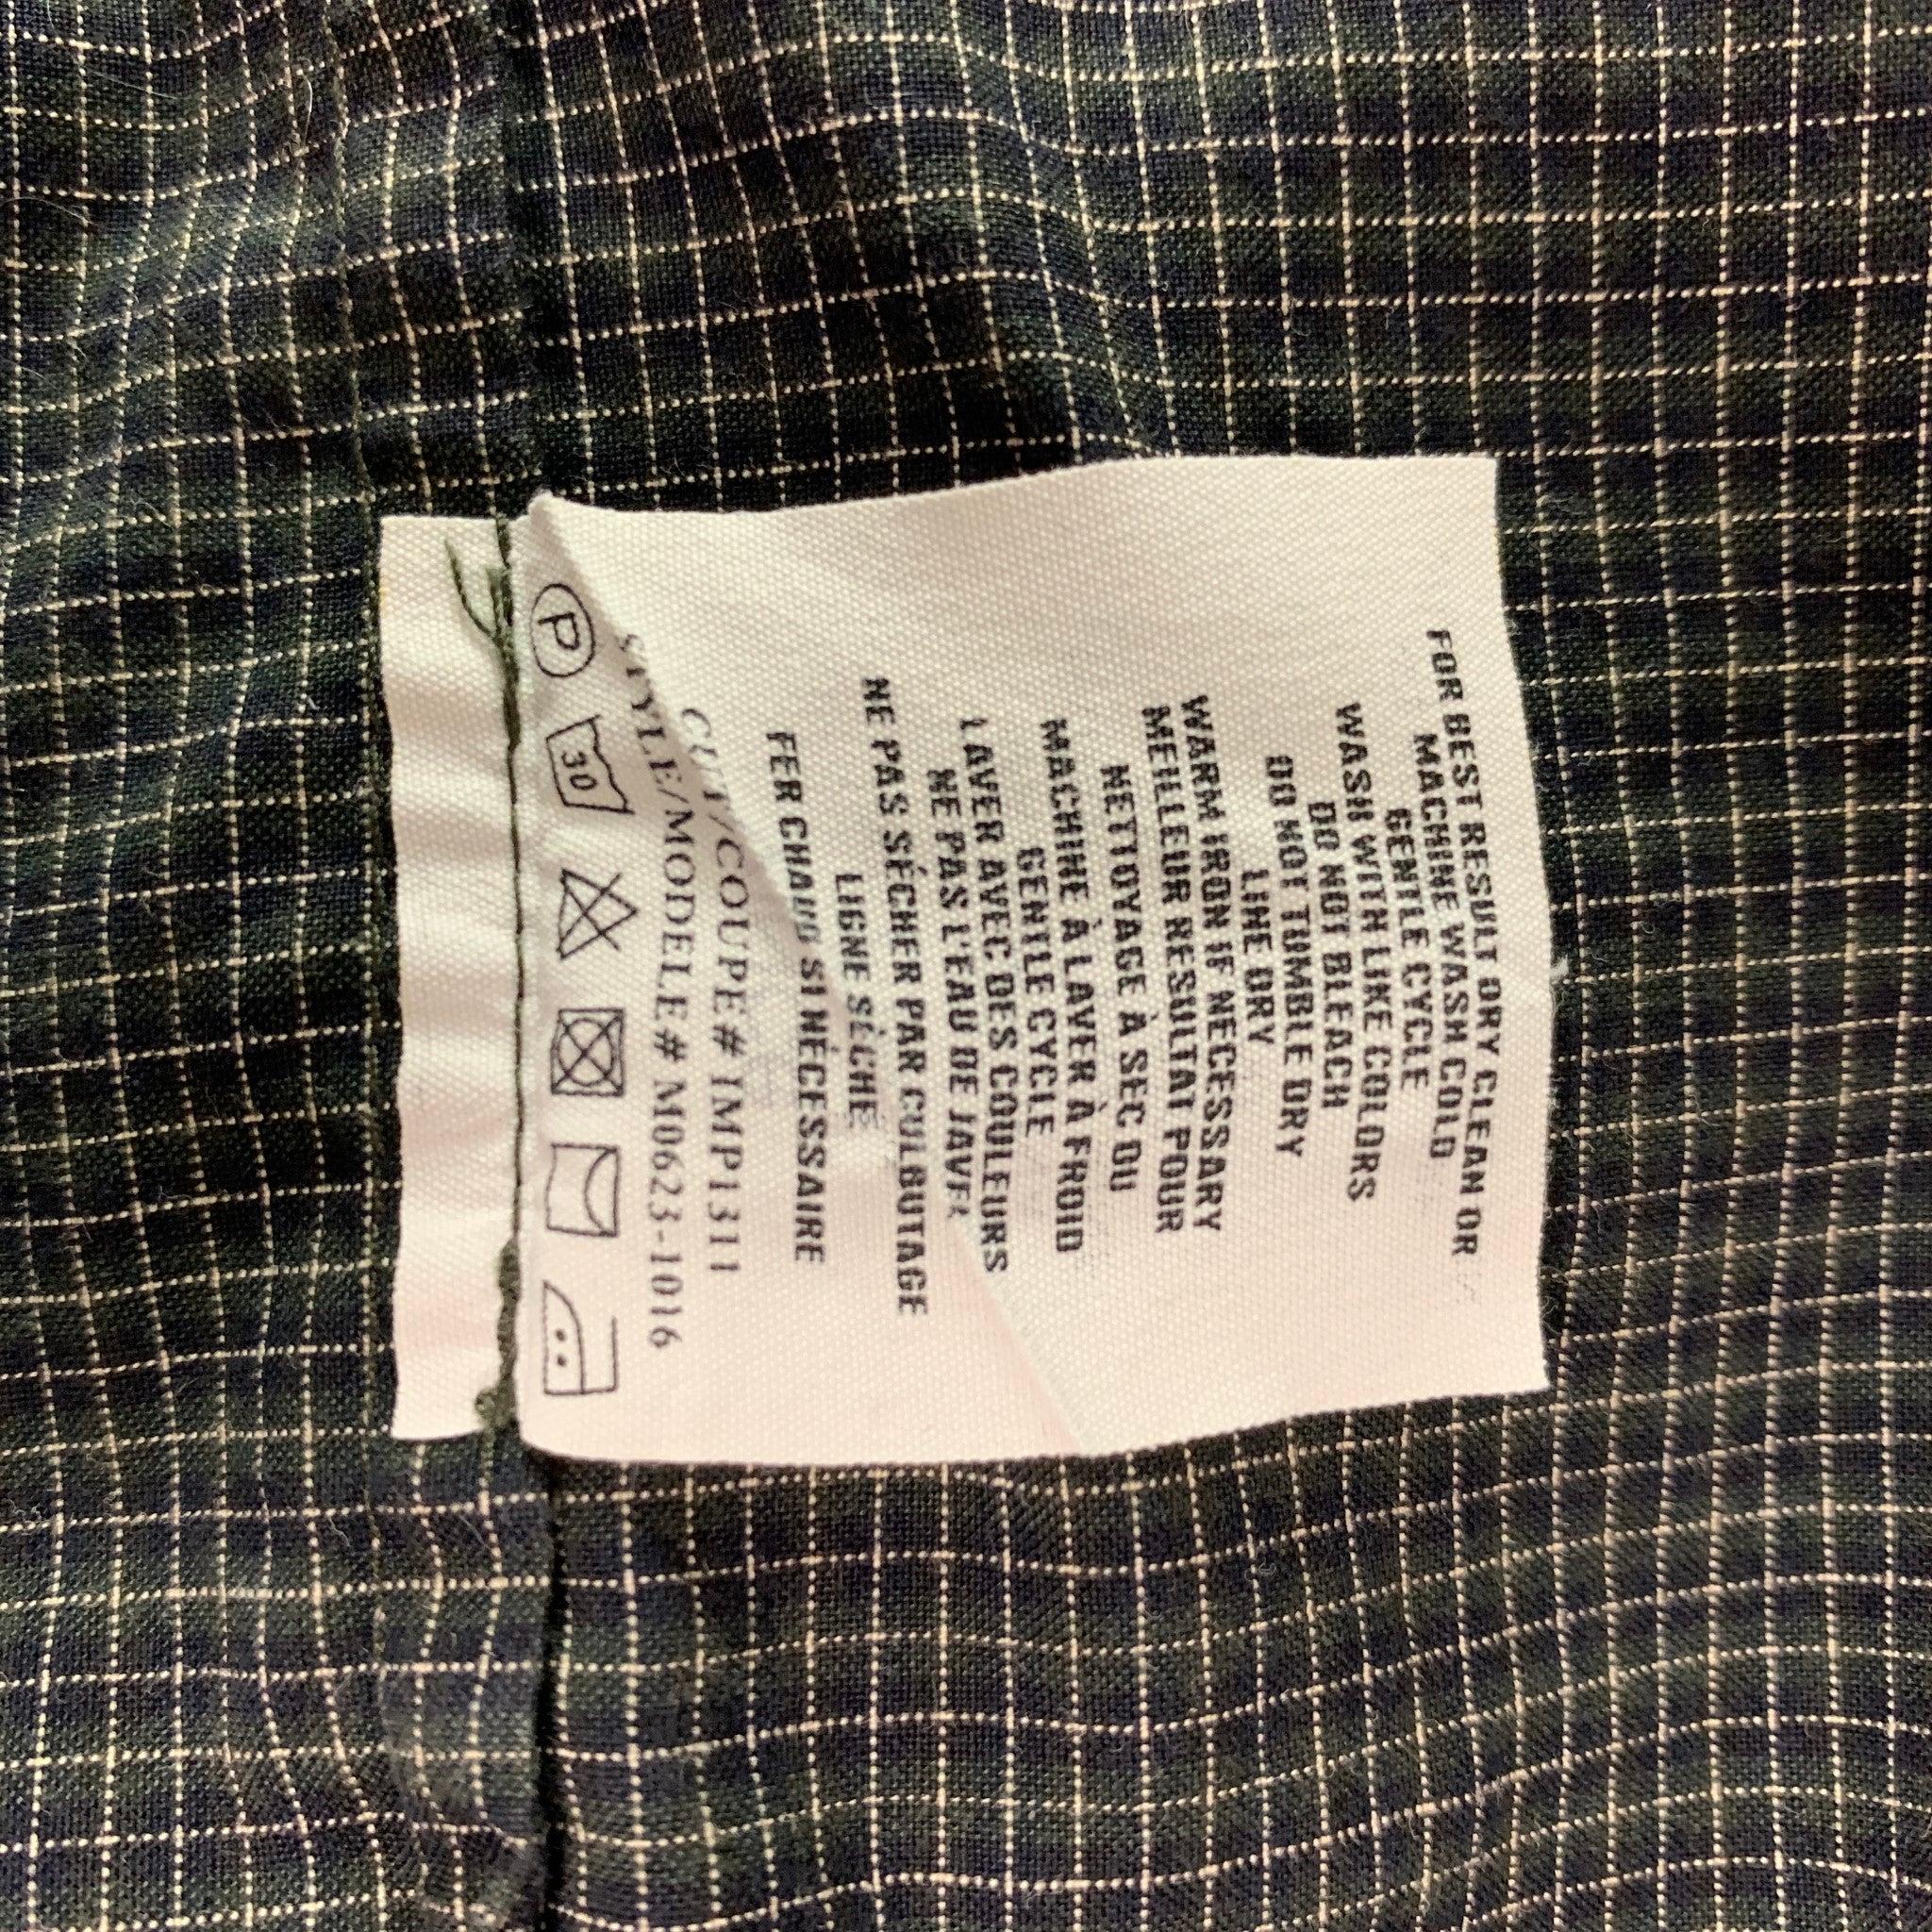 FOR BEST RESULT DRY CLEAN OR
MACHINE WASH COLD
GENTLE CYCLE
WASH WITH LIKE COLORS
DO NOT BLEACH
DO NOT TUMBLE DRY
LINE DRY
WARM IRON IF NECESSARY
MEILLEUR RESULTAT POUR
NETTOYAGE À SEC OU
MACHINE À LAVER À FROID
GENTLE CYCLE
LAVER AVEC DES COULEURS
NE PAS L'EAU DE JAVEL
NE PAS SÉCHER PAR CULBUTAGE
LIGNE SÉCHE
FER CHAUD SI NÉCESSAIRE
CUT/COUPE# IMP1311
STYLE/MODELE# M0623-1016
P 30